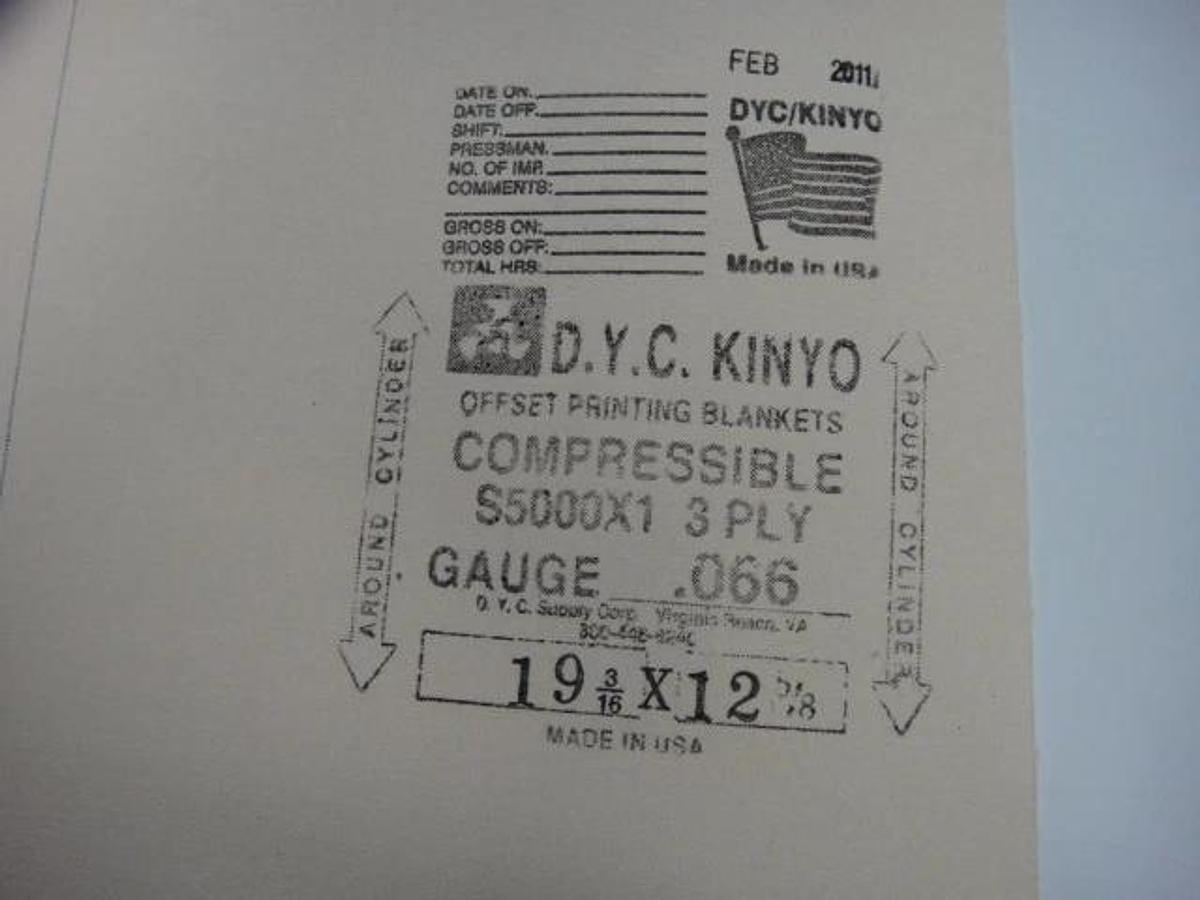 FEB 2011
DATE ON:
DATE OFF:
SHIFT:
PRESSMAN:
NO. OF IMP.
COMMENTS:
GROSS ON:
GROSS OFF:
TOTAL HRS:
DYC/KINYO
Made in USA
AROUND CYLINDER
D.Y.C. KINYO
OFFSET PRINTING BLANKETS
COMPRESSIBLE
S5000X1 3 PLY
GAUGE .066
D. Y. C. Supply Corp. Virginia Beach, VA
19 3/16 X 12
MADE IN USA
AROUND CYLINDER